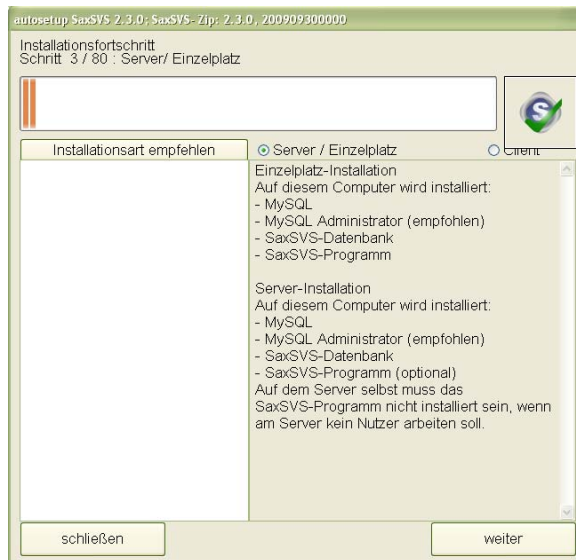 autosetup SaxSVS 2.3.0; SaxSVS- Zip: 2.3.0, 200909300000
Installationsfortschritt
Schritt 3 / 80 : Server/ Einzelplatz
S
Installationsart empfehlen
Server / Einzelplatz
Client
Einzelplatz-Installation
Auf diesem Computer wird installiert:
- MySQL
- MySQL Administrator (empfohlen)
- SaxSVS-Datenbank
- SaxSVS-Programm
Server-Installation
Auf diesem Computer wird installiert:
- MySQL
- MySQL Administrator (empfohlen)
- SaxSVS-Datenbank
- SaxSVS-Programm (optional)
Auf dem Server selbst muss das
SaxSVS-Programm nicht installiert sein, wenn
am Server kein Nutzer arbeiten soll.
schließen
weiter